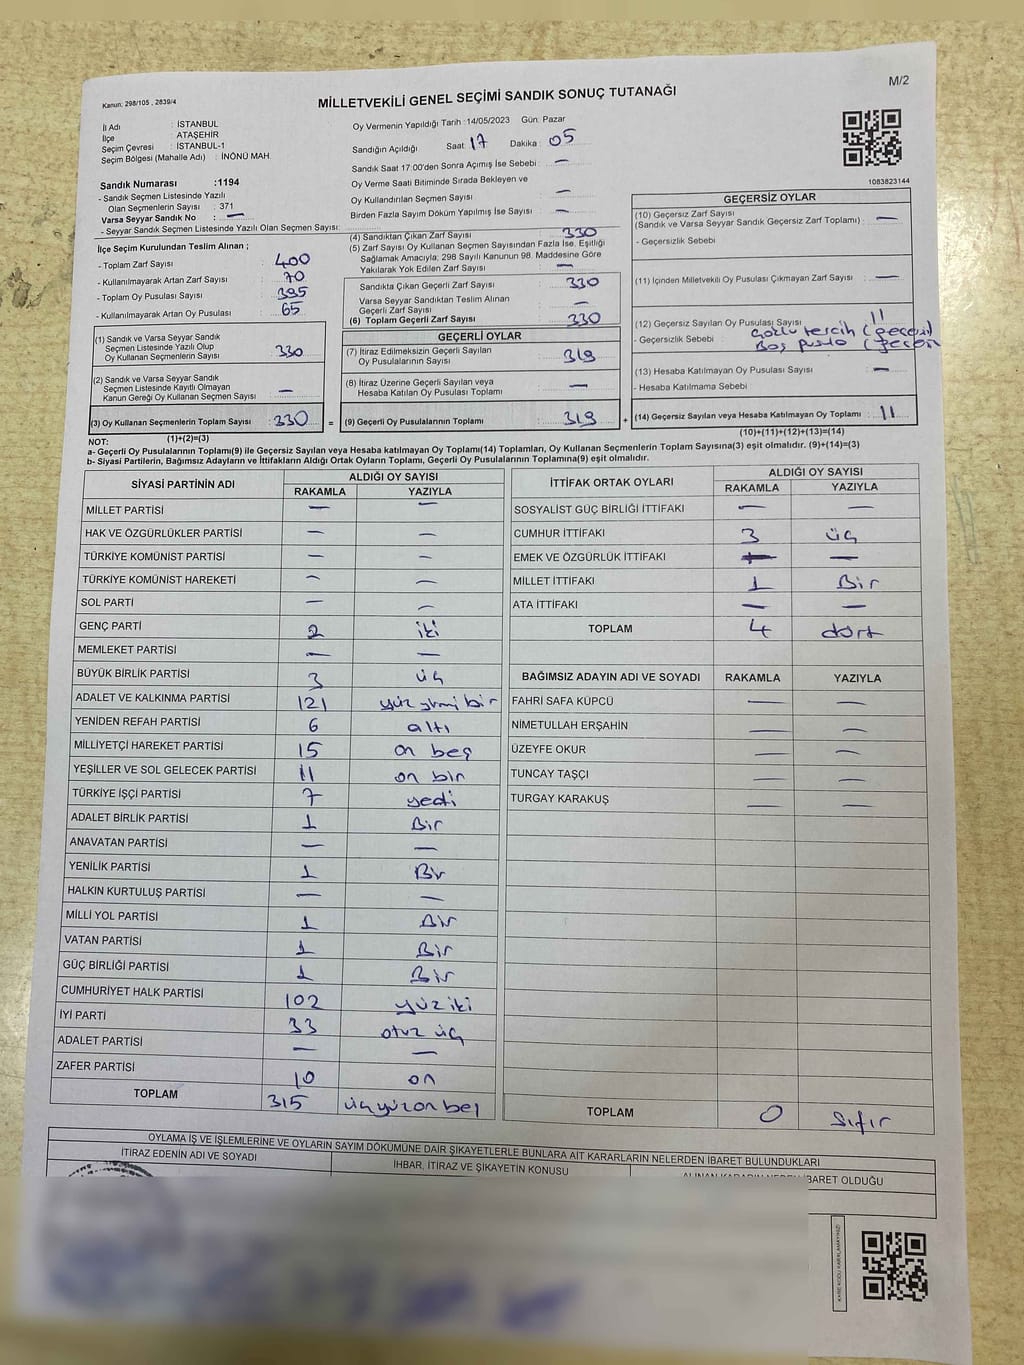 M/2
Kanun; 298/105 , 2839/4
MİLLETVEKİLİ GENEL SEÇİMİ SANDIK SONUÇ TUTANAĞI
İl Adı : İSTANBUL
İlçe : ATAŞEHİR
Seçim Çevresi : İSTANBUL-1
Seçim Bölgesi (Mahalle Adı) : İNÖNÜ MAH.
Sandık Numarası :1194
- Sandık Seçmen Listesinde Yazılı
Olan Seçmenlerin Sayısı : 371
Varsa Seyyar Sandık No : —
- Seyyar Sandık Seçmen Listesinde Yazılı Olan Seçmen Sayısı:
Oy Vermenin Yapıldığı Tarih :14/05/2023 Gün: Pazar
Sandığın Açıldığı Saat 17 Dakika : 05
Sandık Saat 17:00'den Sonra Açımış İse Sebebi : —
Oy Verme Saati Bitiminde Sırada Bekleyen ve
Oy Kullandırılan Seçmen Sayısı : —
Birden Fazla Sayım Döküm Yapılmış İse Sayısı : —
1083823144
İlçe Seçim Kurulundan Teslim Alınan ;
- Toplam Zarf Sayısı : 400
- Kullanılmayarak Artan Zarf Sayısı : 70
- Toplam Oy Pusulası Sayısı : 395
- Kullanılmayarak Artan Oy Pusulası : 65
(1) Sandık ve Varsa Seyyar Sandık
Seçmen Listesinde Yazılı Olup
Oy Kullanan Seçmenlerin Sayısı : 330
(2) Sandık ve Varsa Seyyar Sandık
Seçmen Listesinde Kayıtlı Olmayan
Kanun Gereği Oy Kullanan Seçmen Sayısı : —
(3) Oy Kullanan Seçmenlerin Toplam Sayısı : 330 =
(1)+(2)=(3)
(4) Sandıktan Çıkan Zarf Sayısı : 330
(5) Zarf Sayısı Oy Kullanan Seçmen Sayısından Fazla İse, Eşitliği
Sağlamak Amacıyla; 298 Sayılı Kanunun 98. Maddesine Göre
Yakılarak Yok Edilen Zarf Sayısı : —
Sandıkta Çıkan Geçerli Zarf Sayısı : 330
Varsa Seyyar Sandıktan Teslim Alınan
Geçerli Zarf Sayısı : —
(6) Toplam Geçerli Zarf Sayısı : 330
GEÇERLİ OYLAR
(7) İtiraz Edilmeksizin Geçerli Sayılan
Oy Pusulalarının Sayısı : 319
(8) İtiraz Üzerine Geçerli Sayılan veya
Hesaba Katılan Oy Pusulası Toplamı : —
(9) Geçerli Oy Pusulalarının Toplamı : 319 +
GEÇERSİZ OYLAR
(10) Geçersiz Zarf Sayısı
(Sandık ve Varsa Seyyar Sandık Geçersiz Zarf Toplamı) : —
- Geçersizlik Sebebi
(11) İçinden Milletvekili Oy Pusulası Çıkmayan Zarf Sayısı : —
(12) Geçersiz Sayılan Oy Pusulası Sayısı : 11
- Geçersizlik Sebebi : tercih
Boş pusula
(13) Hesaba Katılmayan Oy Pusulası Sayısı : —
- Hesaba Katılmama Sebebi
(14) Geçersiz Sayılan veya Hesaba Katılmayan Oy Toplamı : 11
(10)+(11)+(12)+(13)=(14)
NOT:
a- Geçerli Oy Pusulalarının Toplamı(9) ile Geçersiz Sayılan veya Hesaba katılmayan Oy Toplamı(14) Toplamları, Oy Kullanan Seçmenlerin Toplam Sayısına(3) eşit olmalıdır. (9)+(14)=(3)
b- Siyasi Partilerin, Bağımsız Adayların ve İttifakların Aldığı Ortak Oyların Toplamı, Geçerli Oy Pusulalarının Toplamına(9) eşit olmalıdır.
SİYASİ PARTİNİN ADI ALDIĞI OY SAYISI
RAKAMLA YAZIYLA
MİLLET PARTİSİ — —
HAK VE ÖZGÜRLÜKLER PARTİSİ — —
TÜRKİYE KOMÜNİST PARTİSİ — —
TÜRKİYE KOMÜNİST HAREKETİ — —
SOL PARTİ — —
GENÇ PARTİ 2 iki
MEMLEKET PARTİSİ — —
BÜYÜK BİRLİK PARTİSİ 3 üç
ADALET VE KALKINMA PARTİSİ 121 yüz yirmi bir
YENİDEN REFAH PARTİSİ 6 altı
MİLLİYETÇİ HAREKET PARTİSİ 15 on beş
YEŞİLLER VE SOL GELECEK PARTİSİ 11 on bir
TÜRKİYE İŞÇİ PARTİSİ 7 yedi
ADALET BİRLİK PARTİSİ 1 Bir
ANAVATAN PARTİSİ — —
YENİLİK PARTİSİ 1 Bir
HALKIN KURTULUŞ PARTİSİ — —
MİLLİ YOL PARTİSİ 1 Bir
VATAN PARTİSİ 1 Bir
GÜÇ BİRLİĞİ PARTİSİ 1 Bir
CUMHURİYET HALK PARTİSİ 102 yüz iki
İYİ PARTİ 33 otuz üç
ADALET PARTİSİ — —
ZAFER PARTİSİ 10 on
TOPLAM 315 üçyüzonbeş
İTTİFAK ORTAK OYLARI ALDIĞI OY SAYISI
RAKAMLA YAZIYLA
SOSYALİST GÜÇ BİRLİĞİ İTTİFAKI — —
CUMHUR İTTİFAKI 3 üç
EMEK VE ÖZGÜRLÜK İTTİFAKI — —
MİLLET İTTİFAKI 1 Bir
ATA İTTİFAKI — —
TOPLAM 4 dört
BAĞIMSIZ ADAYIN ADI VE SOYADI RAKAMLA YAZIYLA
FAHRİ SAFA KÜPCÜ — —
NİMETULLAH ERŞAHİN — —
ÜZEYFE OKUR — —
TUNCAY TAŞÇI — —
TURGAY KARAKUŞ — —
TOPLAM 0 Sıfır
OYLAMA İŞ VE İŞLEMLERİNE VE OYLARIN SAYIM DÖKÜMÜNE DAİR ŞİKAYETLERLE BUNLARA AİT KARARLARIN NELERDEN İBARET BULUNDUKLARI
İTİRAZ EDENİN ADI VE SOYADI
İHBAR, İTİRAZ VE ŞİKAYETİN KONUSU
ALINAN KARARIN NEDEN İBARET OLDUĞU